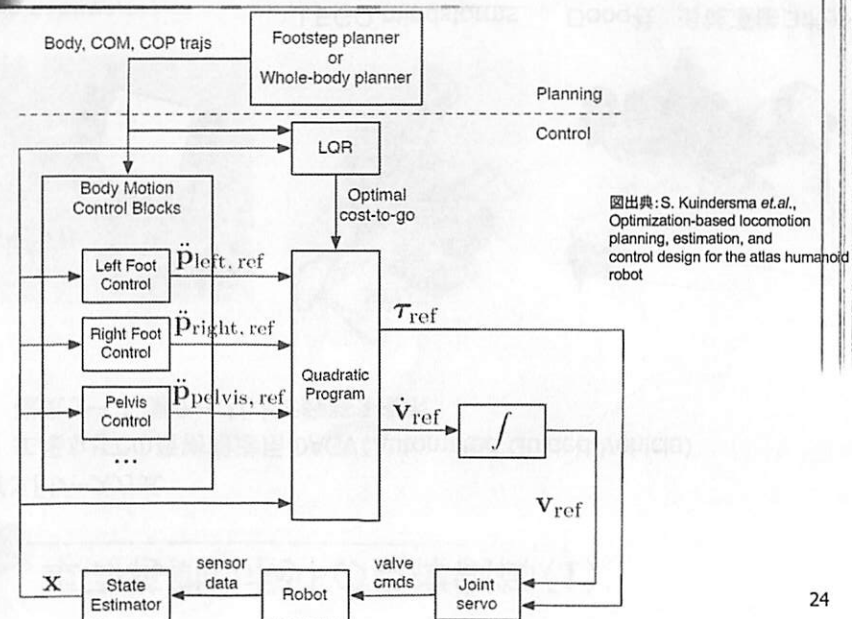 Body, COM, COP trajs
Footstep planner
or
Whole-body planner
Planning
Control
LQR
Body Motion
Control Blocks
Optimal
cost-to-go
図出典:S. Kuindersma et.al.,
Optimization-based locomotion
planning, estimation, and
control design for the atlas humanoid
robot
Left Foot
Control
p̈left, ref
Right Foot
Control
p̈right, ref
Pelvis
Control
p̈pelvis, ref
...
Quadratic
Program
τref
v̇ref
∫
vref
x
State
Estimator
sensor
data
Robot
valve
cmds
Joint
servo
24